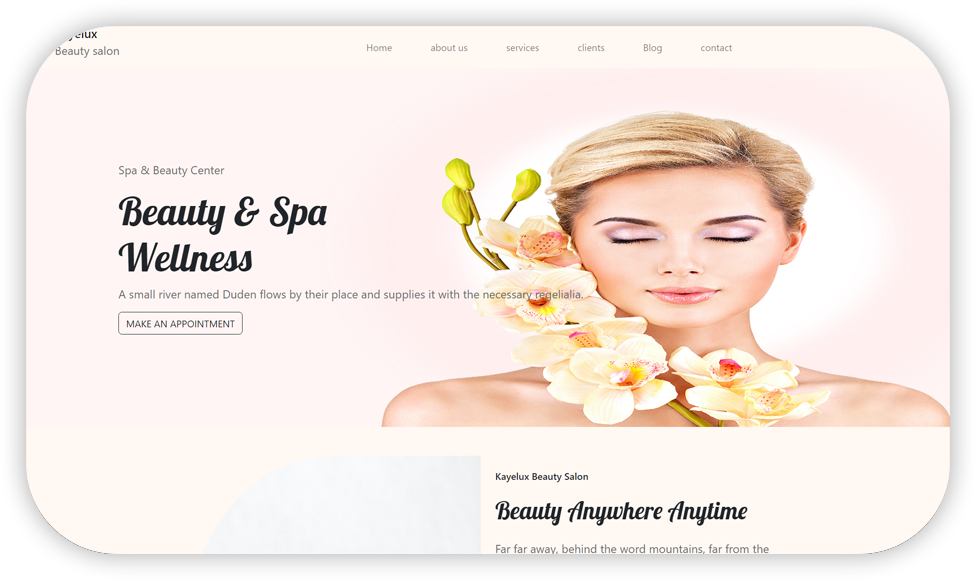 yelux
Beauty salon
Home about us services clients Blog contact
Spa & Beauty Center
Beauty & Spa
Wellness
A small river named Duden flows by their place and supplies it with the necessary regelialia.
MAKE AN APPOINTMENT
Kayelux Beauty Salon
Beauty Anywhere Anytime
Far far away, behind the word mountains, far from the